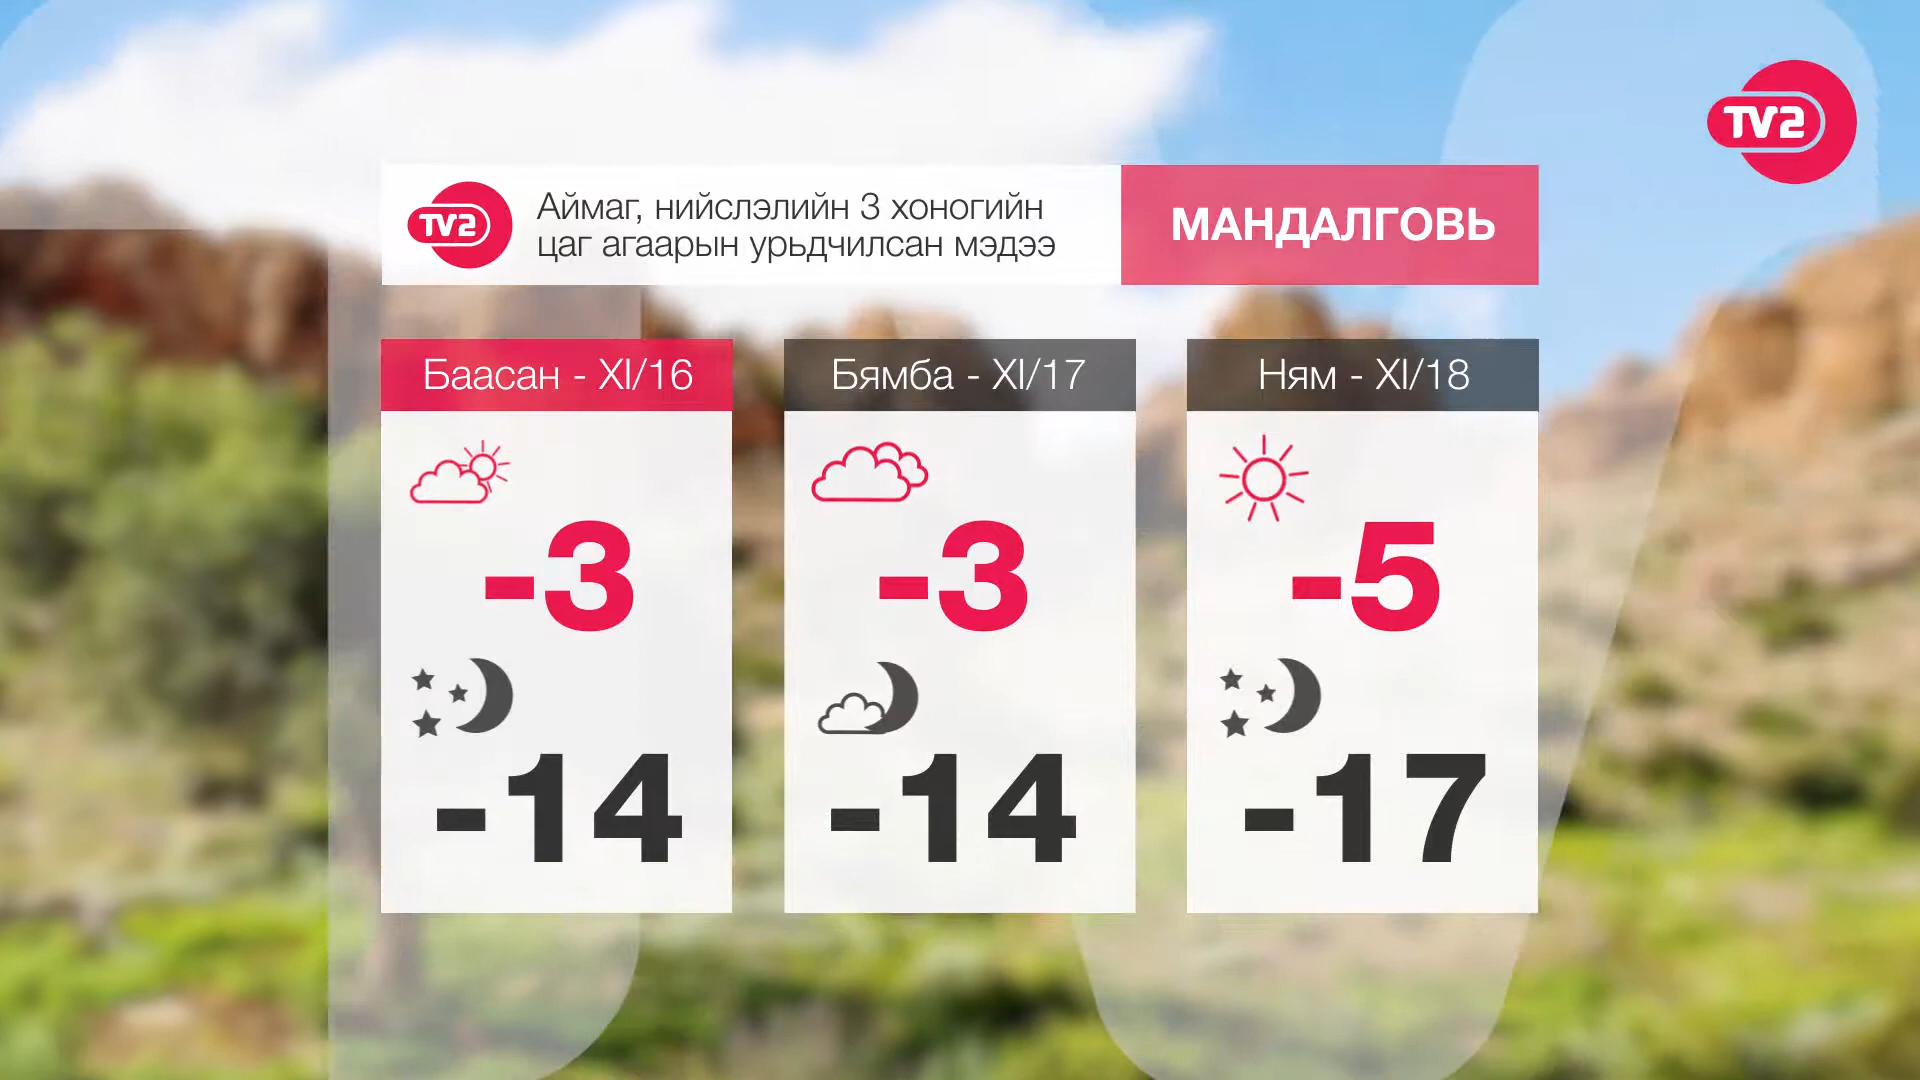 TV2
TV2
Аймаг, нийслэлийн 3 хоногийн
цаг агаарын урьдчилсан мэдээ
МАНДАЛГОВЬ
Баасан - XI/16
-3
-14
Бямба - XI/17
-3
-14
Ням - XI/18
-5
-17